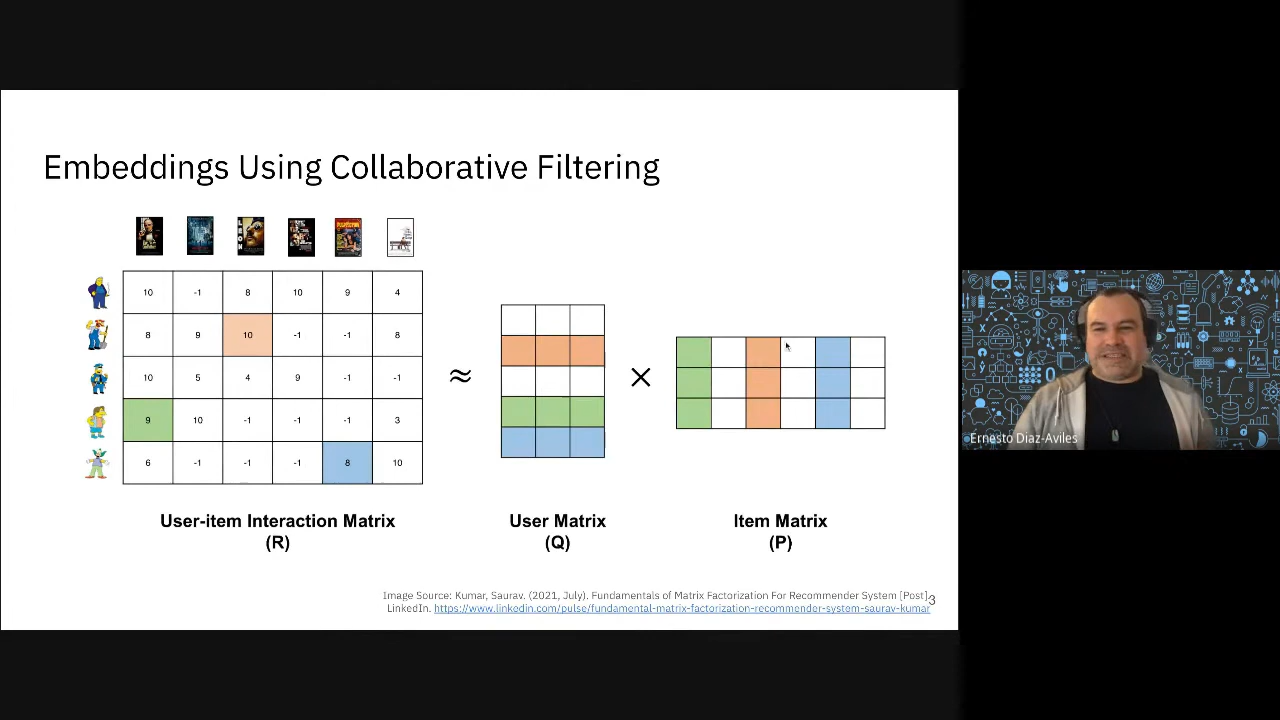 Embeddings Using Collaborative Filtering
LEON
10 -1 8 10 9 4
8 9 10 -1 -1 8
10 5 4 9 -1 -1
9 10 -1 -1 -1 3
6 -1 -1 -1 8 10
≈
×
User-item Interaction Matrix
(R)
User Matrix
(Q)
Item Matrix
(P)
Image Source: Kumar, Saurav. (2021, July). Fundamentals of Matrix Factorization For Recommender System [Post].
LinkedIn. https://www.linkedin.com/pulse/fundamental-matrix-factorization-recommender-system-saurav-kumar
3
Ernesto Diaz-Aviles